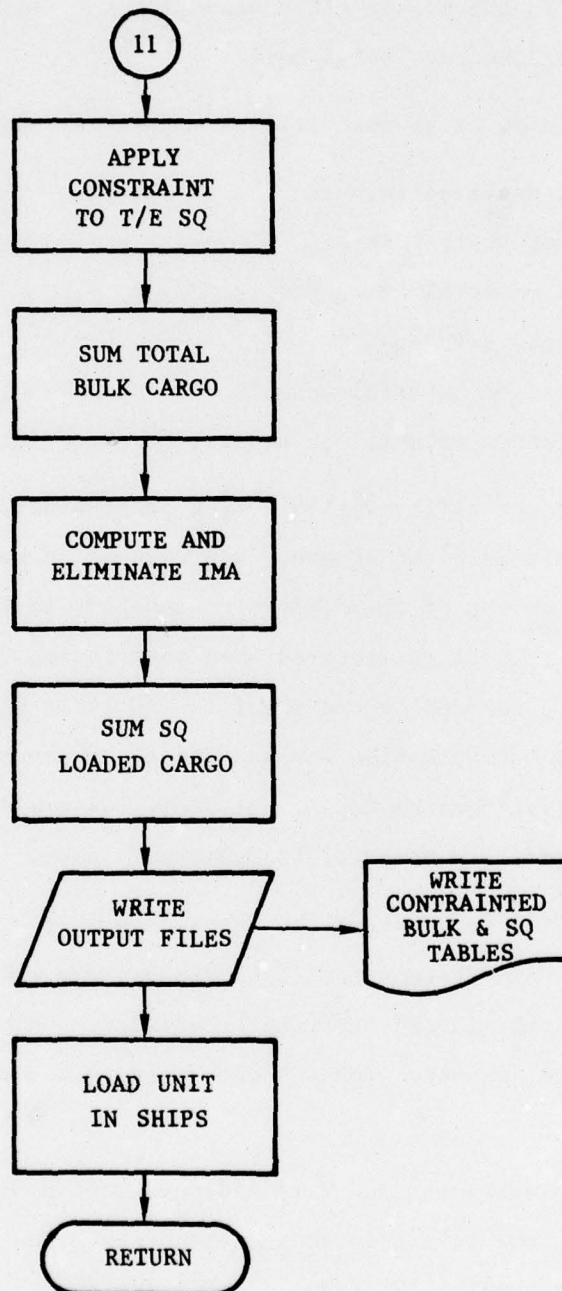 11
APPLY
CONSTRAINT
TO T/E SQ
SUM TOTAL
BULK CARGO
COMPUTE AND
ELIMINATE IMA
SUM SQ
LOADED CARGO
WRITE
OUTPUT FILES
WRITE
CONTRAINTED
BULK & SQ
TABLES
LOAD UNIT
IN SHIPS
RETURN